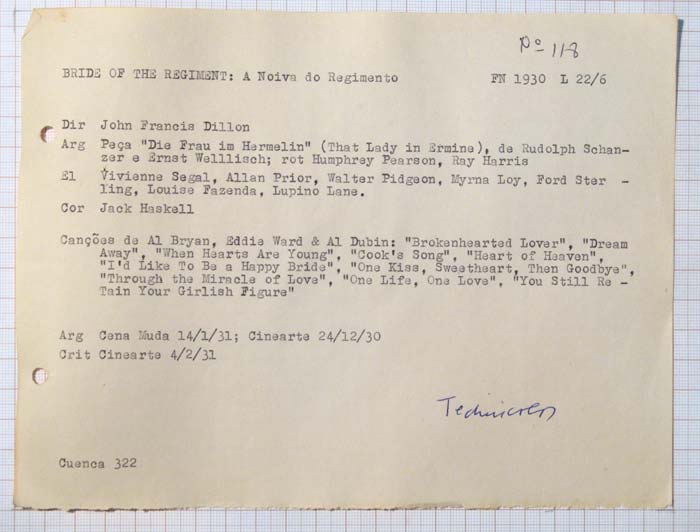 Nº 118
BRIDE OF THE REGIMENT: A Noiva do Regimento FN 1930 L 22/6
Dir John Francis Dillon
Arg Peça "Die Frau im Hermelin" (That Lady in Ermine), de Rudolph Schan-
zer e Ernst Welllisch; rot Humphrey Pearson, Ray Harris
El Vivienne Segal, Allan Prior, Walter Pidgeon, Myrna Loy, Ford Ster -
ling, Louise Fazenda, Lupino Lane.
Cor Jack Haskell
Canções de Al Bryan, Eddie Ward & Al Dubin: "Brokenhearted Lover", "Dream
Away", "When Hearts Are Young", "Cook's Song", "Heart of Heaven",
"I'd Like To Be a Happy Bride", "One Kiss, Sweetheart, Then Goodbye",
"Through the Miracle of Love", "One Life, One Love", "You Still Re -
Tain Your Girlish Figure"
Arg Cena Muda 14/1/31; Cinearte 24/12/30
Crit Cinearte 4/2/31
Technicolor
Cuenca 322